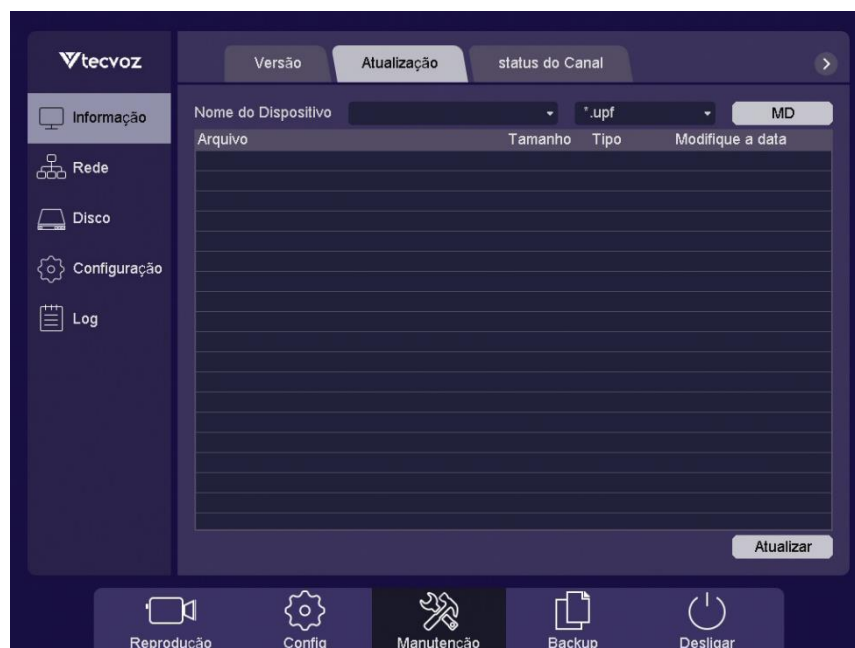 tecvoz
Versão
Atualização
status do Canal
Informação
Rede
Disco
Configuração
Log
Nome do Dispositivo
*.upf
MD
Arquivo Tamanho Tipo Modifique a data
Atualizar
Reprodução
Config
Manutenção
Backup
Desligar